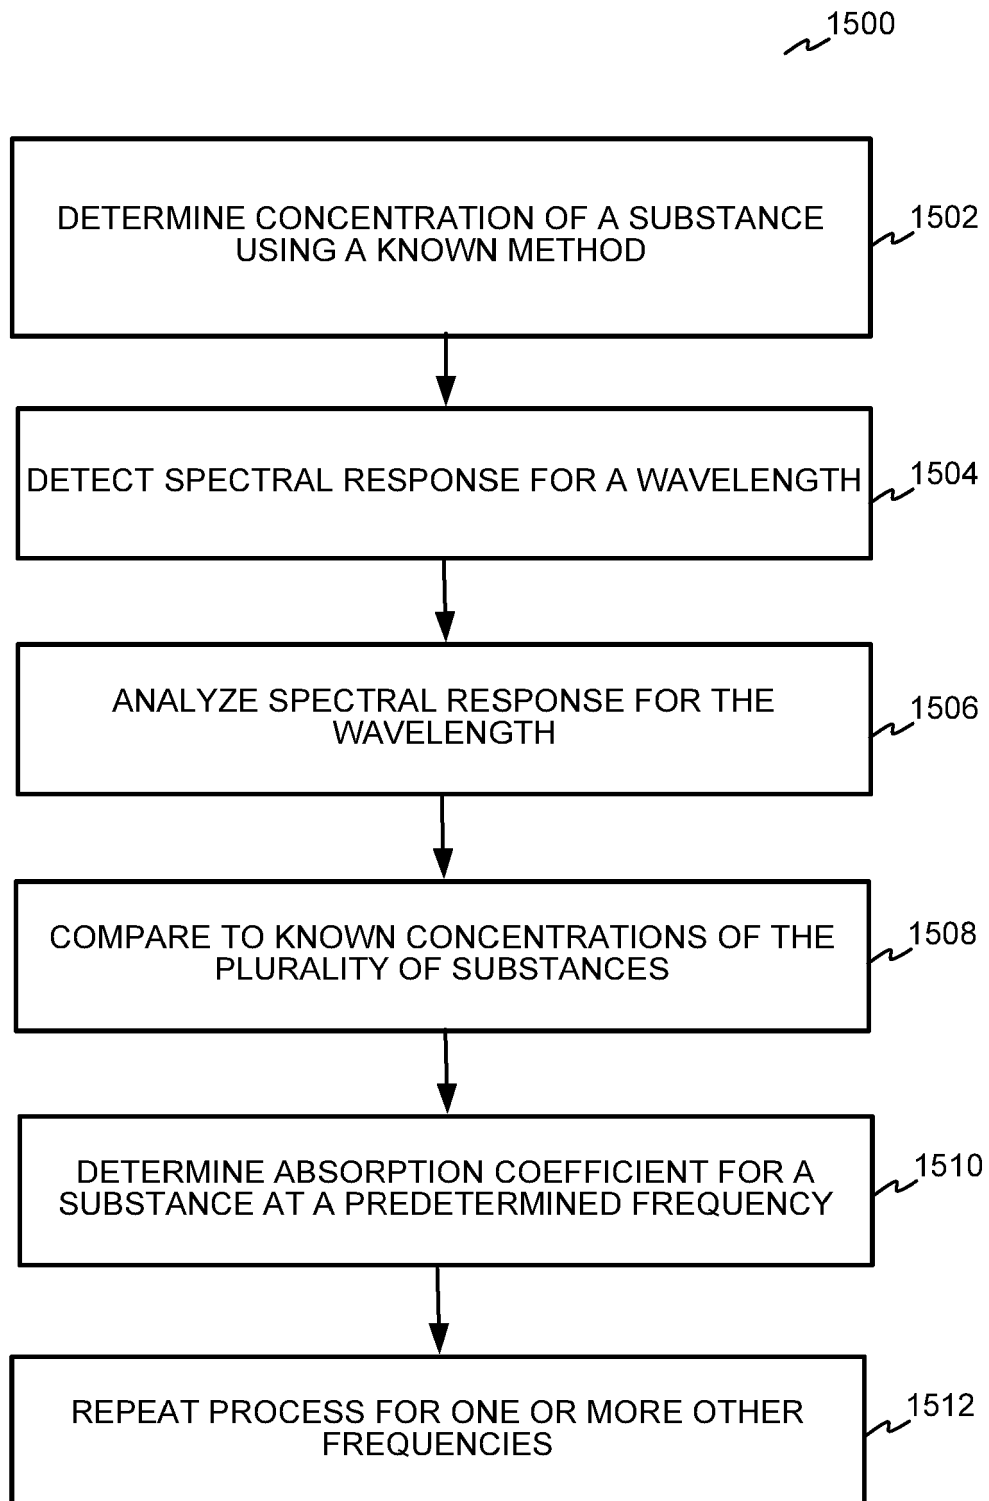 1500
DETERMINE CONCENTRATION OF A SUBSTANCE
USING A KNOWN METHOD
1502
DETECT SPECTRAL RESPONSE FOR A WAVELENGTH
1504
ANALYZE SPECTRAL RESPONSE FOR THE
WAVELENGTH
1506
COMPARE TO KNOWN CONCENTRATIONS OF THE
PLURALITY OF SUBSTANCES
1508
DETERMINE ABSORPTION COEFFICIENT FOR A
SUBSTANCE AT A PREDETERMINED FREQUENCY
1510
REPEAT PROCESS FOR ONE OR MORE OTHER
FREQUENCIES
1512